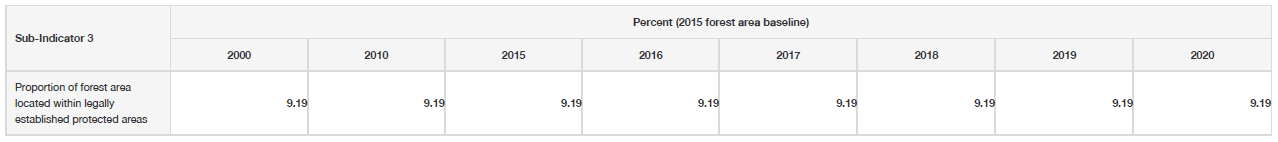 Sub-Indicator 3
Percent (2015 forest area baseline)
2000 2010 2015 2016 2017 2018 2019 2020
Proportion of forest area
located within legally
established protected areas
9.19 9.19 9.19 9.19 9.19 9.19 9.19 9.19